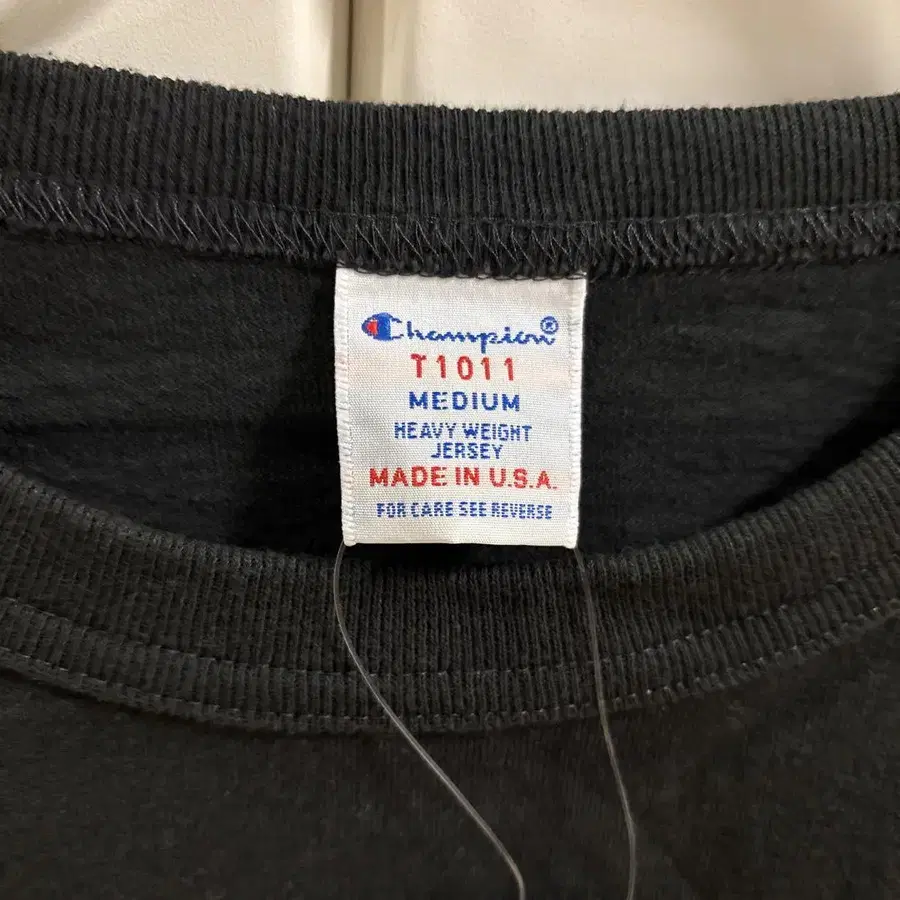 Champion®
T1011
MEDIUM
HEAVY WEIGHT
JERSEY
MADE IN U.S.A.
FOR CARE SEE REVERSE